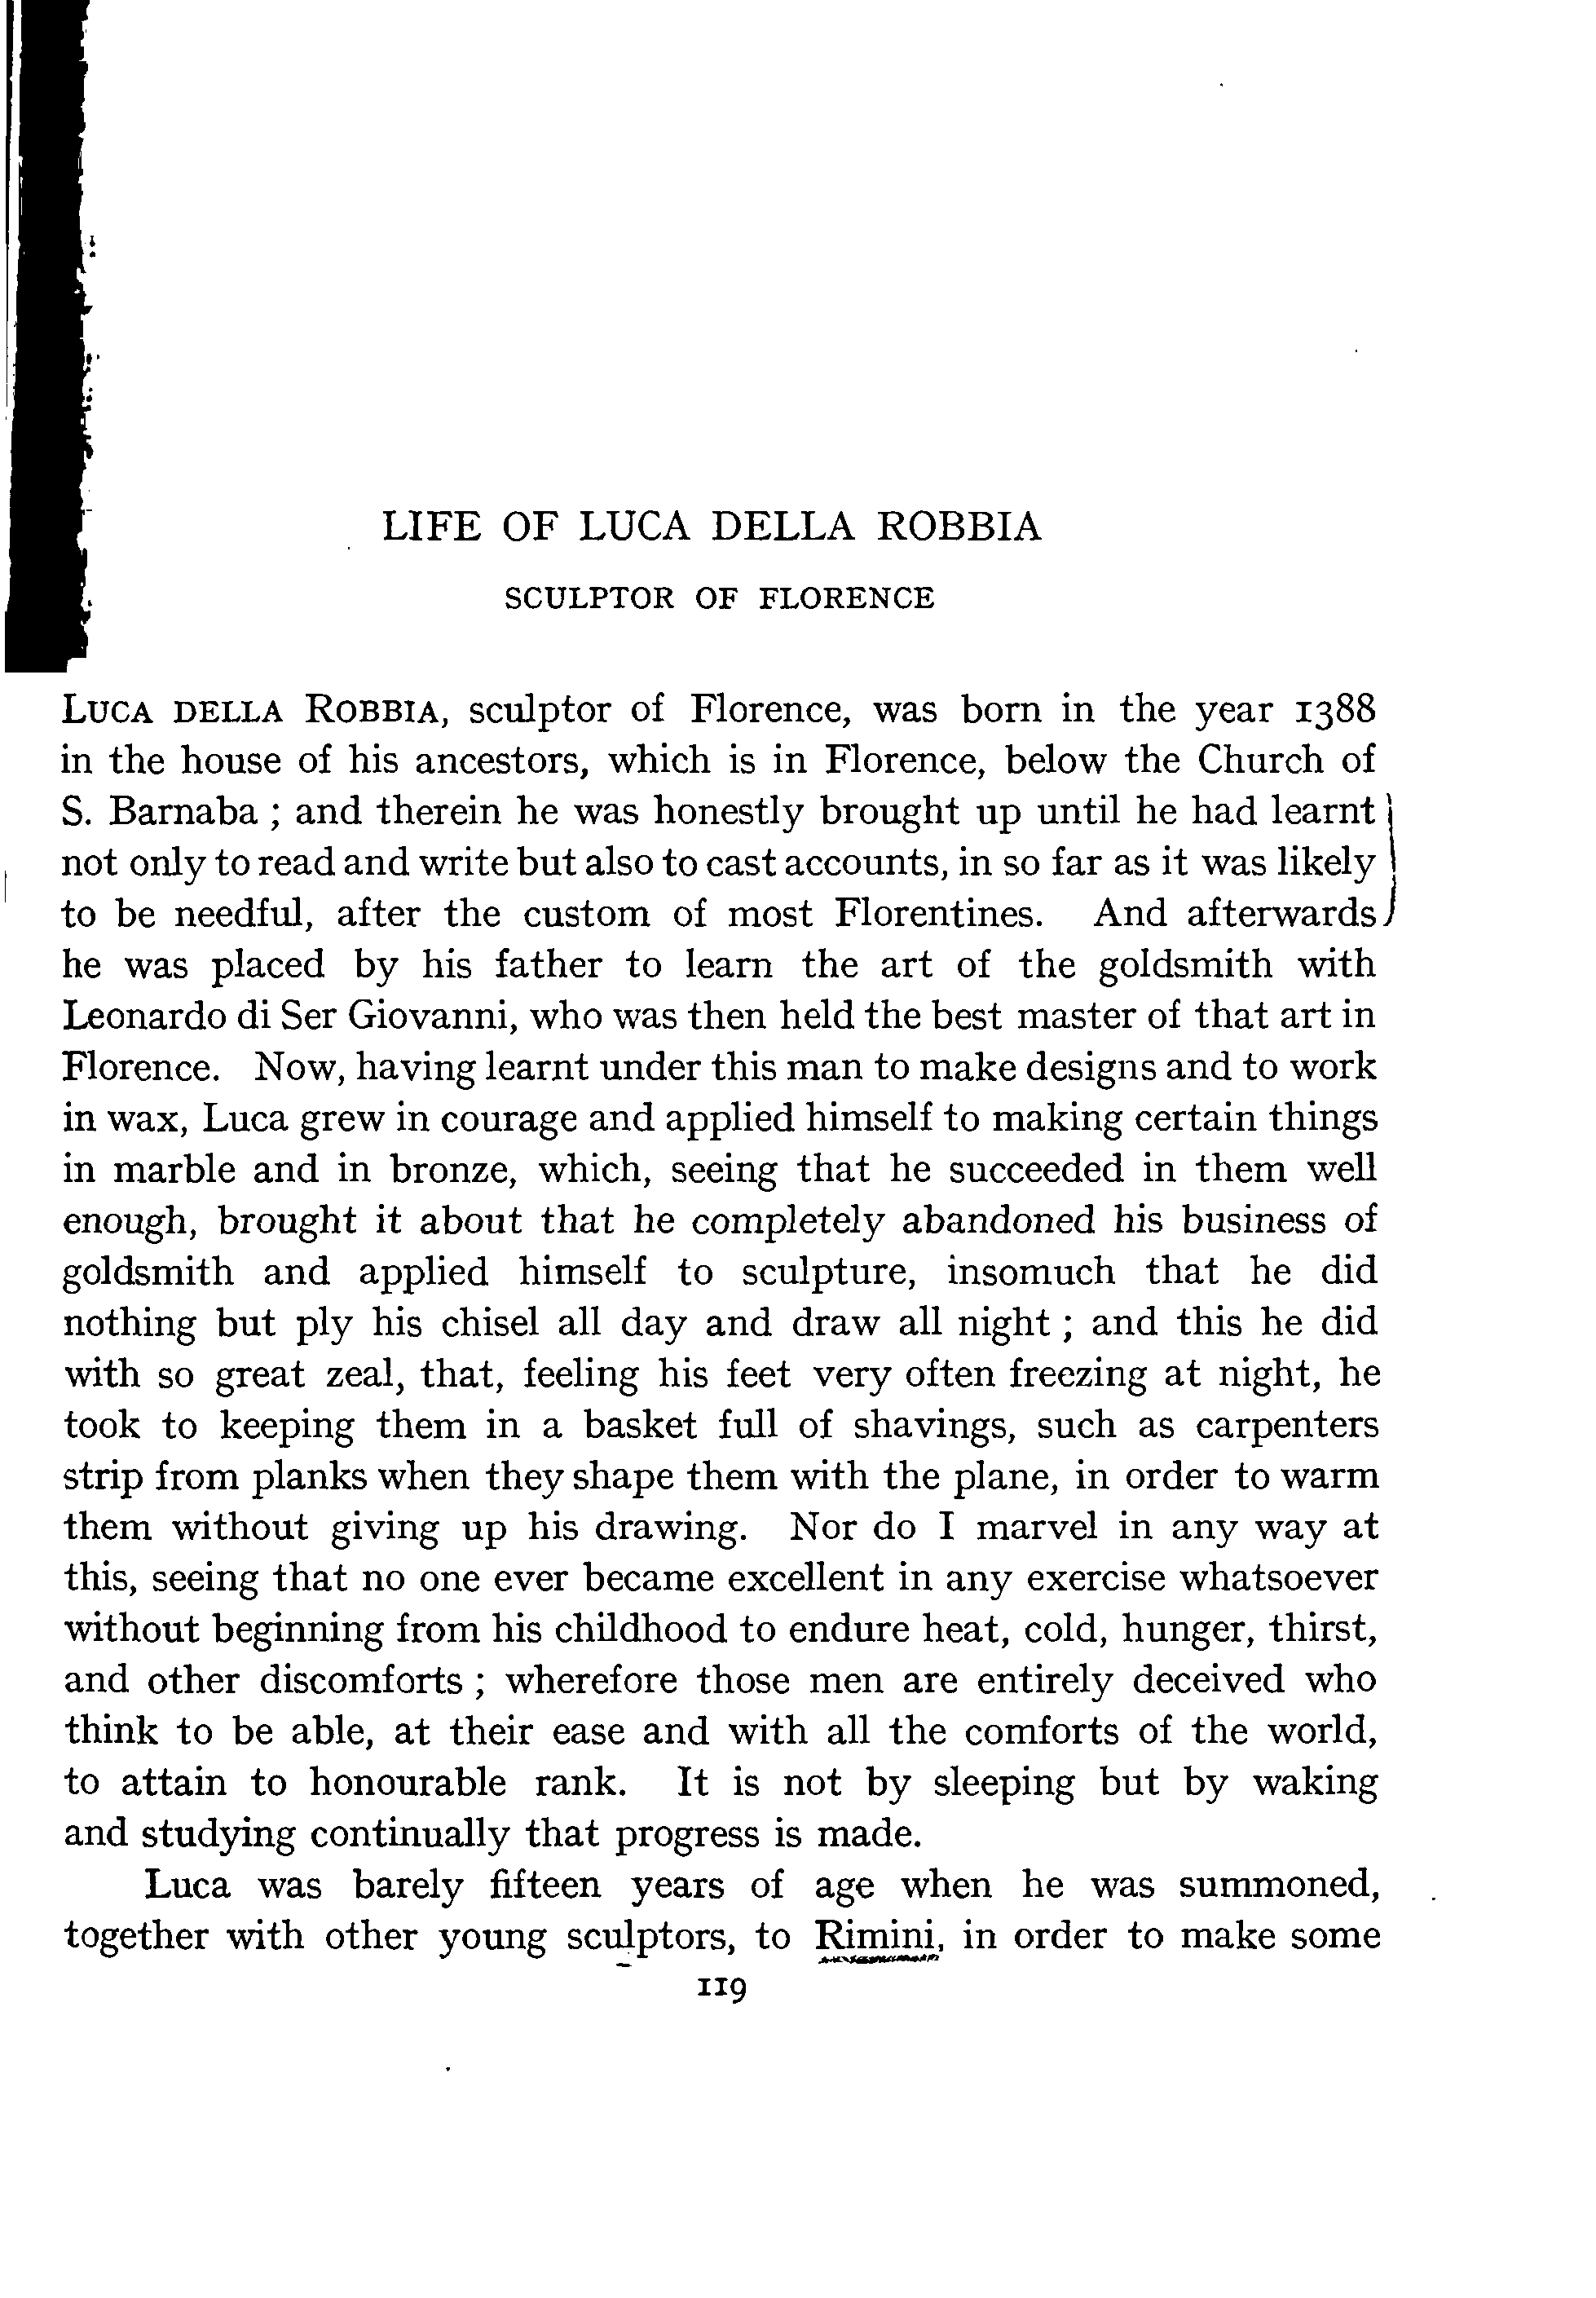 LIFE OF LUCA DELLA ROBBIA
SCULPTOR OF FLORENCE
LUCA DELLA ROBBIA, sculptor of Florence, was born in the year 1388
in the house of his ancestors, which is in Florence, below the Church of
S. Barnaba ; and therein he was honestly brought up until he had learnt
not only to read and write but also to cast accounts, in so far as it was likely
to be needful, after the custom of most Florentines. And afterwards
he was placed by his father to learn the art of the goldsmith with
Leonardo di Ser Giovanni, who was then held the best master of that art in
Florence. Now, having learnt under this man to make designs and to work
in wax, Luca grew in courage and applied himself to making certain things
in marble and in bronze, which, seeing that he succeeded in them well
enough, brought it about that he completely abandoned his business of
goldsmith and applied himself to sculpture, insomuch that he did
nothing but ply his chisel all day and draw all night ; and this he did
with so great zeal, that, feeling his feet very often freezing at night, he
took to keeping them in a basket full of shavings, such as carpenters
strip from planks when they shape them with the plane, in order to warm
them without giving up his drawing. Nor do I marvel in any way at
this, seeing that no one ever became excellent in any exercise whatsoever
without beginning from his childhood to endure heat, cold, hunger, thirst,
and other discomforts ; wherefore those men are entirely deceived who
think to be able, at their ease and with all the comforts of the world,
to attain to honourable rank. It is not by sleeping but by waking
and studying continually that progress is made.
Luca was barely fifteen years of age when he was summoned,
together with other young sculptors, to Rimini, in order to make some
119